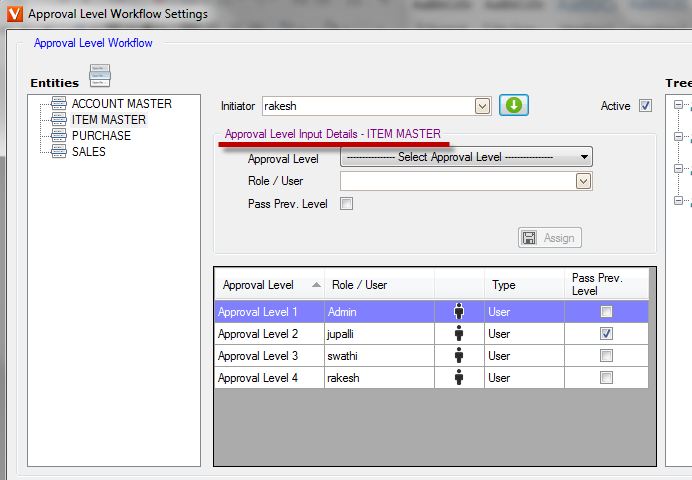 Approval Level Workflow Settings
Approval Level Workflow
Entities
ACCOUNT MASTER
ITEM MASTER
PURCHASE
SALES
Initiator rakesh Active
Approval Level Input Details - ITEM MASTER
Approval Level ---------------- Select Approval Level ----------------
Role / User
Pass Prev. Level
Assign
Approval Level Role / User Type Pass Prev. Level
Approval Level 1 Admin User
Approval Level 2 jupalli User
Approval Level 3 swathi User
Approval Level 4 rakesh User
Tree